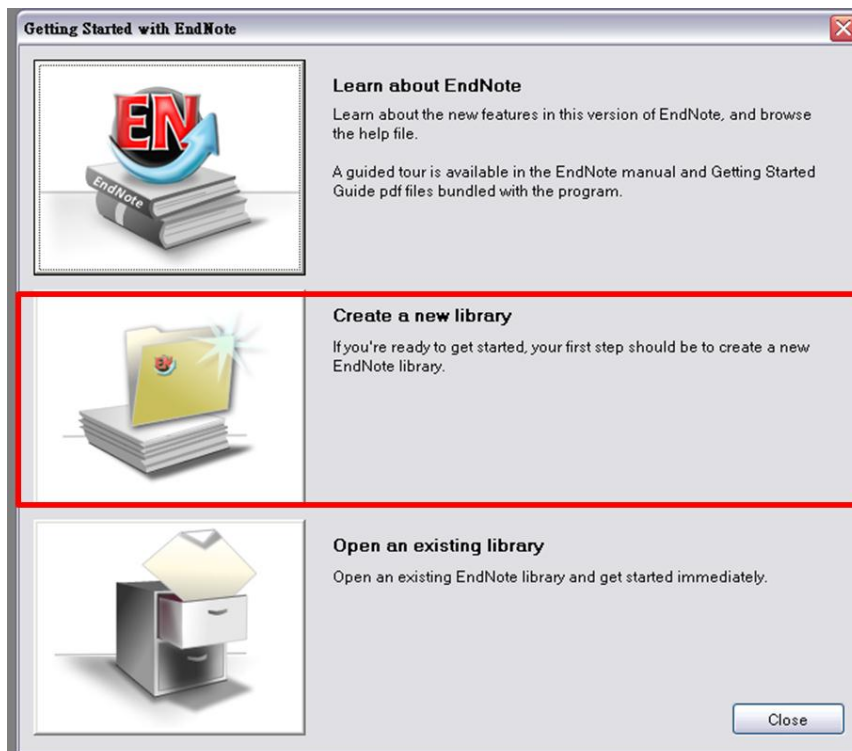 Getting Started with EndNote
EN
EndNote
Learn about EndNote
Learn about the new features in this version of EndNote, and browse
the help file.
A guided tour is available in the EndNote manual and Getting Started
Guide pdf files bundled with the program.
Create a new library
If you're ready to get started, your first step should be to create a new
EndNote library.
EN
Open an existing library
Open an existing EndNote library and get started immediately.
Close